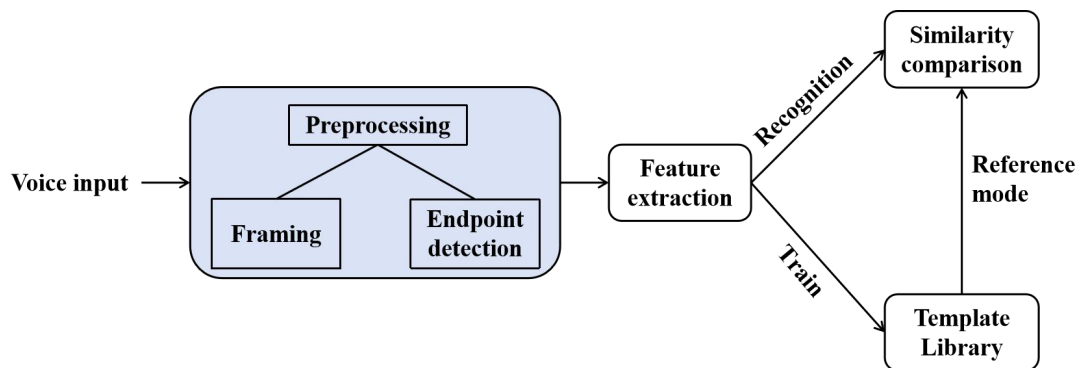 Voice input
Preprocessing
Framing
Endpoint
detection
Feature
extraction
Recognition
Train
Similarity
comparison
Reference
mode
Template
Library